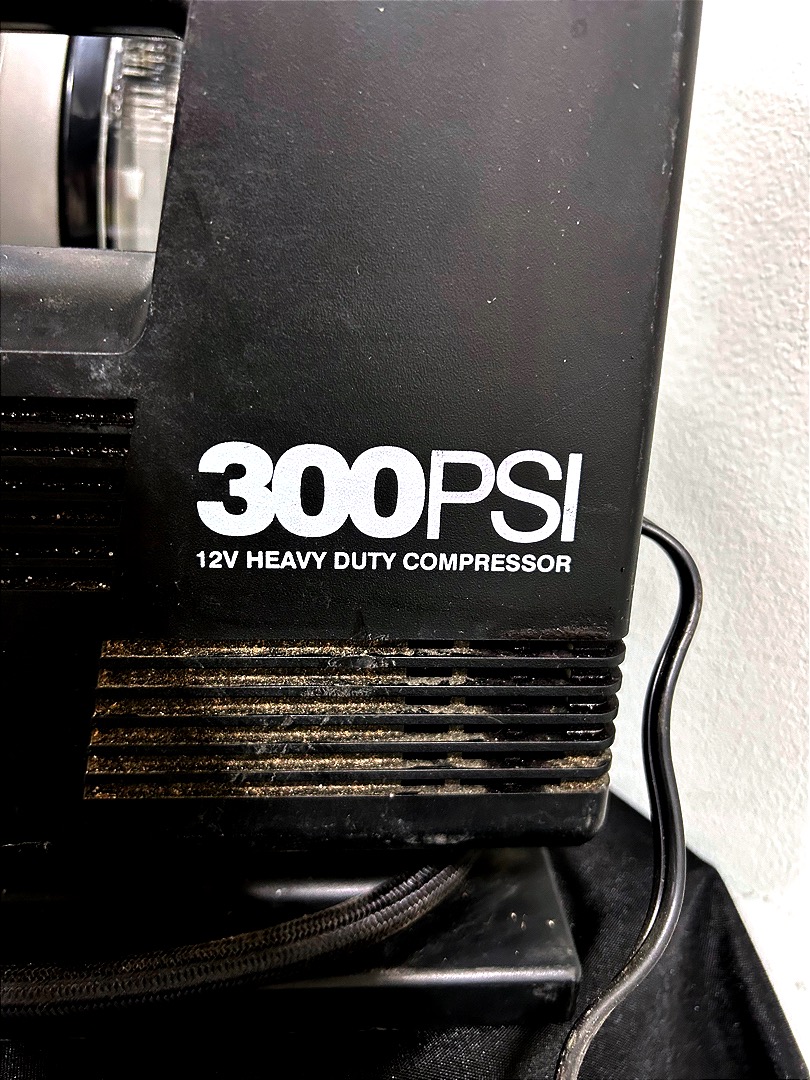 300PSI
12V HEAVY DUTY COMPRESSOR